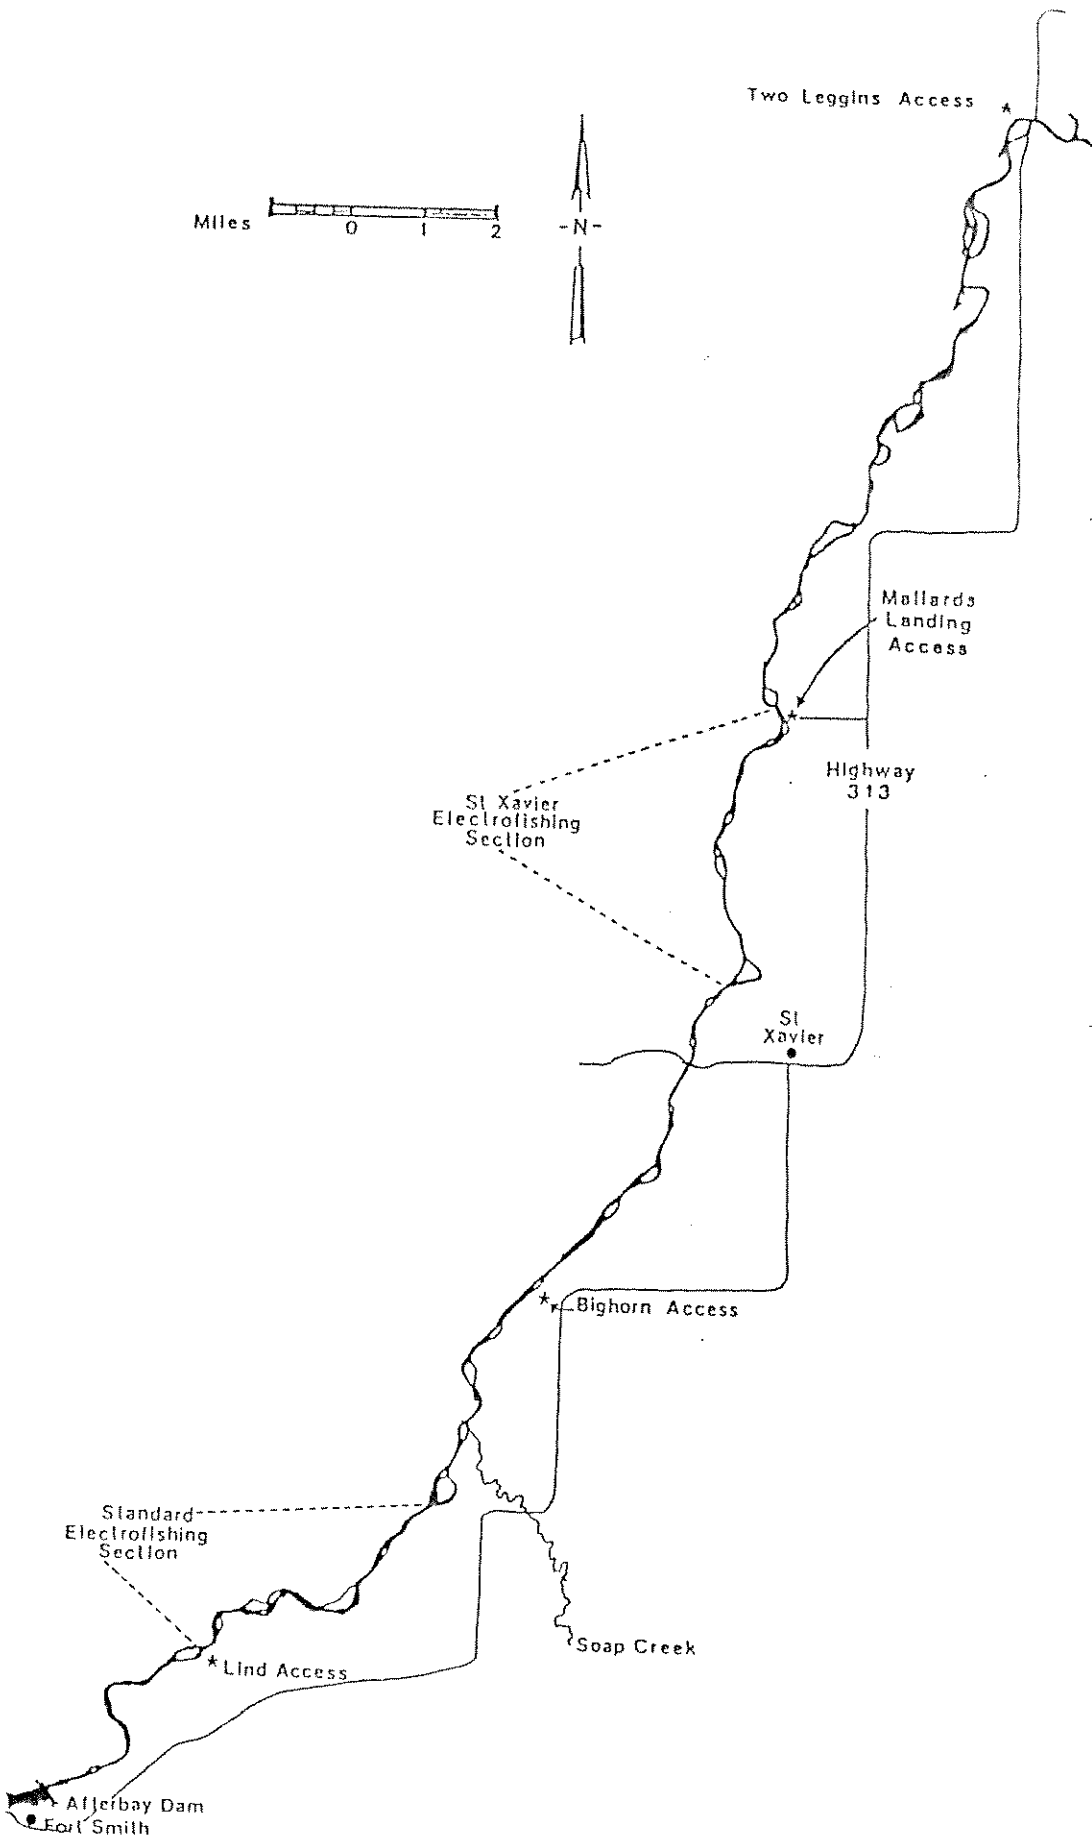 Two Leggins Access
Miles
0 1 2
-N-
Mallards
Landing
Access
Highway
313
St Xavier
Electrofishing
Section
St
Xavier
Bighorn Access
Standard
Electrofishing
Section
Soap Creek
Lind Access
Afterbay Dam
Fort Smith